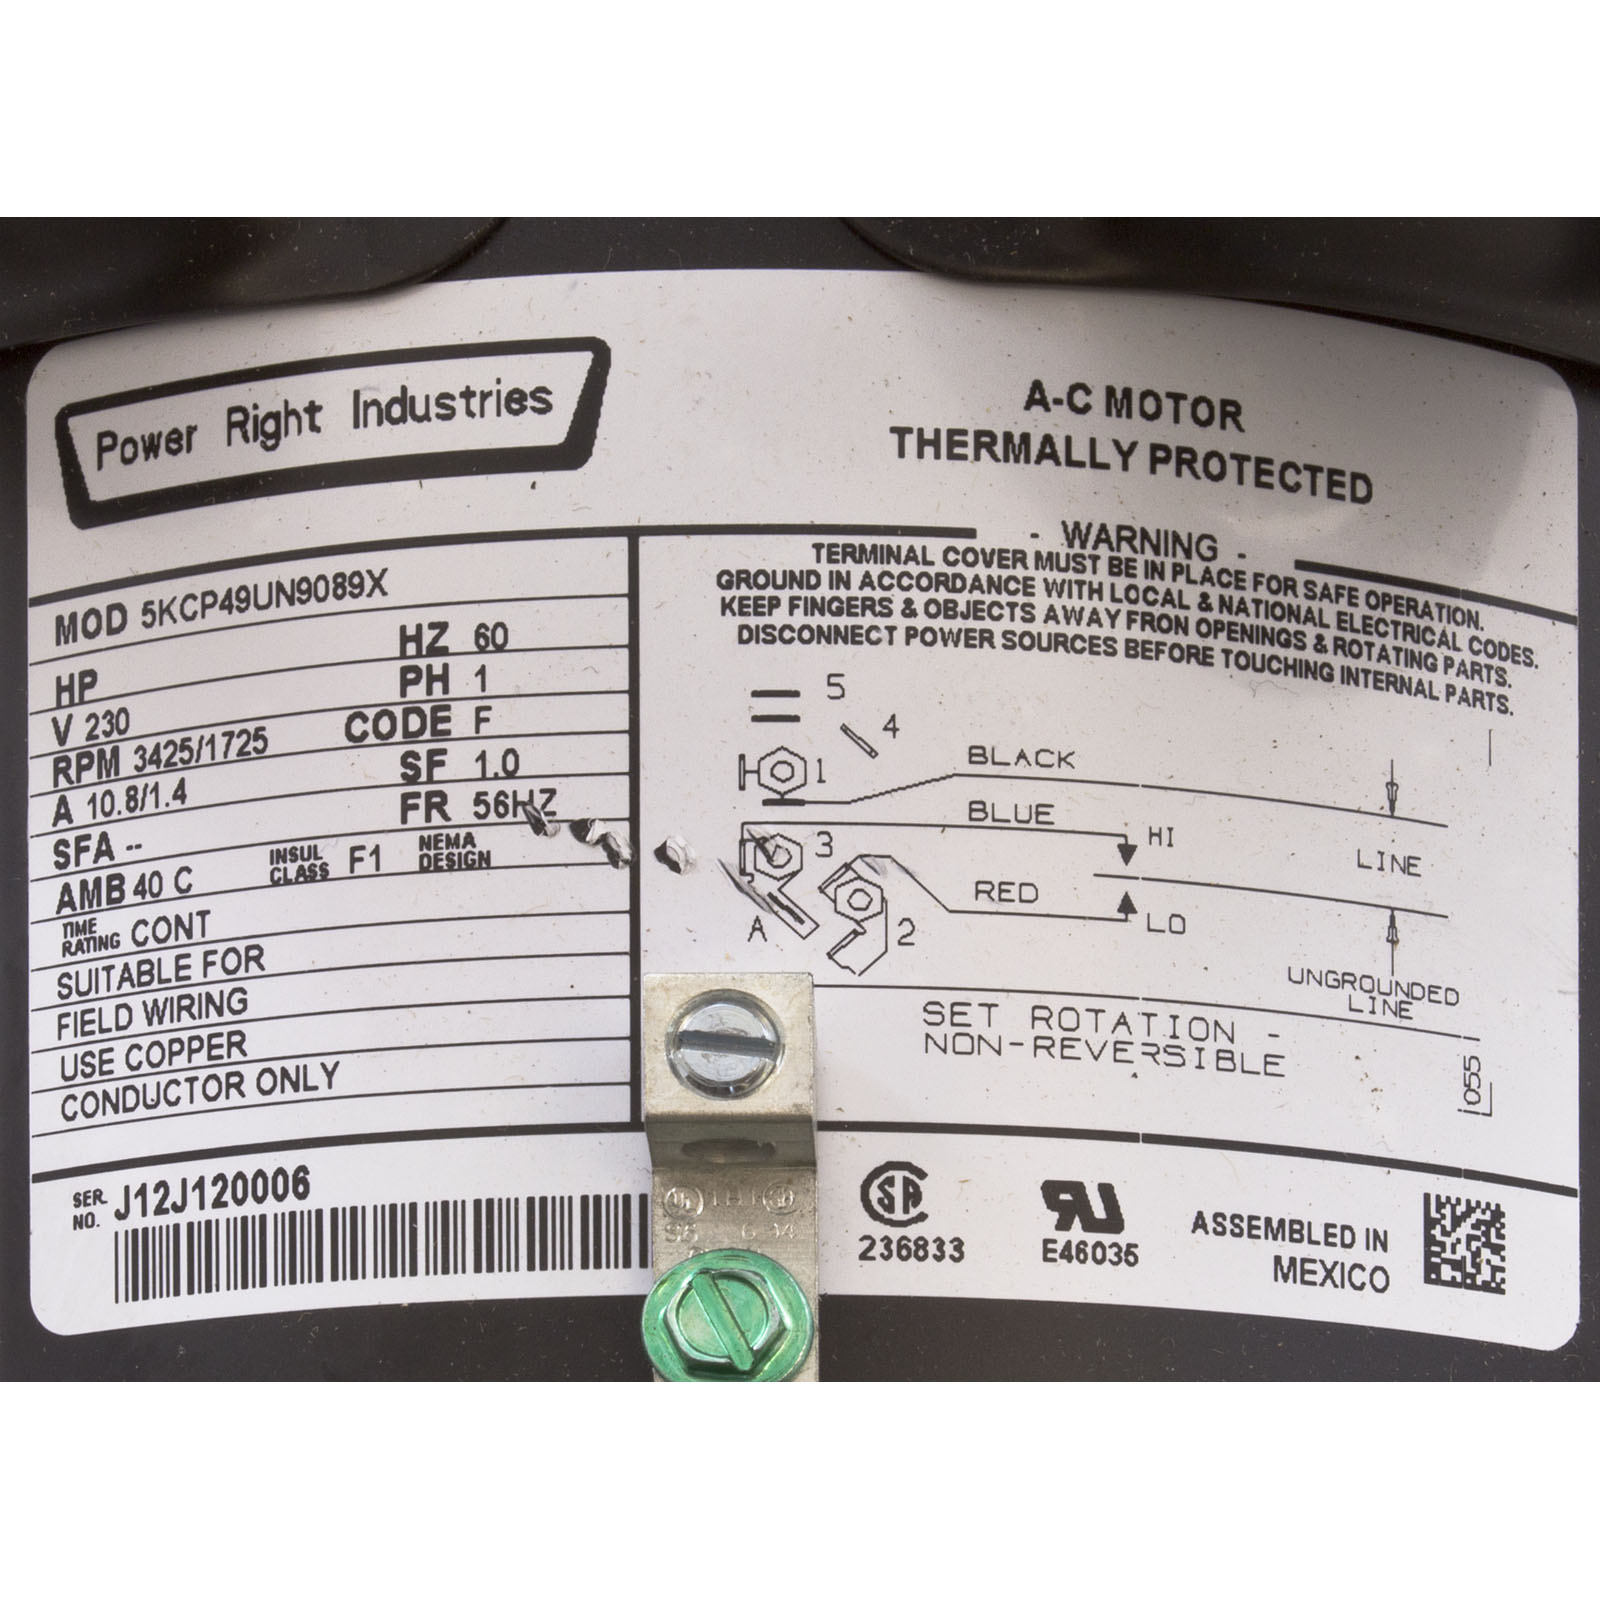 Power Right Industries
A-C MOTOR
THERMALLY PROTECTED
- WARNING -
TERMINAL COVER MUST BE IN PLACE FOR SAFE OPERATION.
GROUND IN ACCORDANCE WITH LOCAL & NATIONAL ELECTRICAL CODES.
KEEP FINGERS & OBJECTS AWAY FRON OPENINGS & ROTATING PARTS.
DISCONNECT POWER SOURCES BEFORE TOUCHING INTERNAL PARTS.
MOD 5KCP49UN9089X
HP HZ 60
V 230 PH 1
RPM 3425/1725 CODE F
A 10.8/1.4 SF 1.0
SFA -- FR 56HZ
AMB 40 C INSUL CLASS F1 NEMA DESIGN
TIME RATING CONT
SUITABLE FOR
FIELD WIRING
USE COPPER
CONDUCTOR ONLY
5
4
1
BLACK
BLUE
3
HI
LINE
RED
A
2
LO
UNGROUNDED
LINE
SET ROTATION -
NON-REVERSIBLE
055
SER. NO. J12J120006
236833
E46035
ASSEMBLED IN
MEXICO